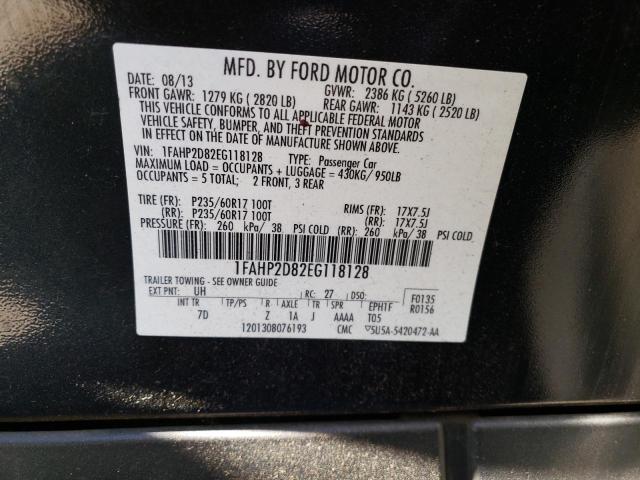 MFD. BY FORD MOTOR CO.
DATE: 08/13 GVWR: 2386 KG ( 5260 LB)
FRONT GAWR: 1279 KG ( 2820 LB) REAR GAWR: 1143 KG ( 2520 LB)
THIS VEHICLE CONFORMS TO ALL APPLICABLE FEDERAL MOTOR
VEHICLE SAFETY, BUMPER, AND THEFT PREVENTION STANDARDS
IN EFFECT ON THE DATE OF MANUFACTURE SHOWN ABOVE.
VIN: 1FAHP2D82EG118128 TYPE: Passenger Car
MAXIMUM LOAD = OCCUPANTS + LUGGAGE = 430KG/ 950LB
OCCUPANTS = 5 TOTAL, 2 FRONT, 3 REAR
TIRE (FR): P235/60R17 100T RIMS (FR): 17X7.5J
(RR): P235/60R17 100T (RR): 17X7.5J
PRESSURE (FR): 260 kPa/ 38 PSI COLD (RR): 260 kPa/ 38 PSI COLD
1FAHP2D82EG118128
TRAILER TOWING - SEE OWNER GUIDE
EXT PNT: UH RC: 27 DSO: F0135
INT TR TP/PS R AXLE TR SPR EPH1F R0156
7D Z 1A J AAAA T05
1201308076193 CMC 5U5A-5420472-AA